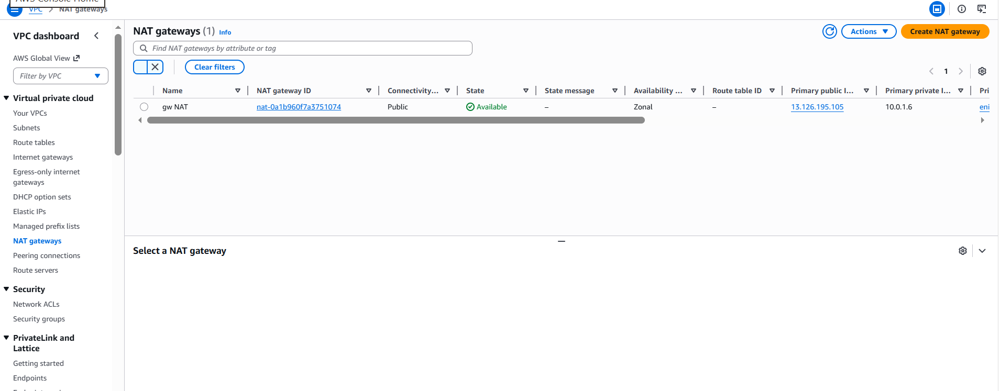 AWS Console Home
VPC > NAT gateways
VPC dashboard
AWS Global View
Filter by VPC
Virtual private cloud
Your VPCs
Subnets
Route tables
Internet gateways
Egress-only internet
gateways
DHCP option sets
Elastic IPs
Managed prefix lists
NAT gateways
Peering connections
Route servers
Security
Network ACLs
Security groups
PrivateLink and
Lattice
Getting started
Endpoints
NAT gateways (1) Info
Actions
Create NAT gateway
Find NAT gateways by attribute or tag
Clear filters
1
Name NAT gateway ID Connectivity... State State message Availability ... Route table ID Primary public I... Primary private I... Pri
gw NAT nat-0a1b960f7a3751074 Public Available – Zonal – 13.126.195.105 10.0.1.6 eni
Select a NAT gateway